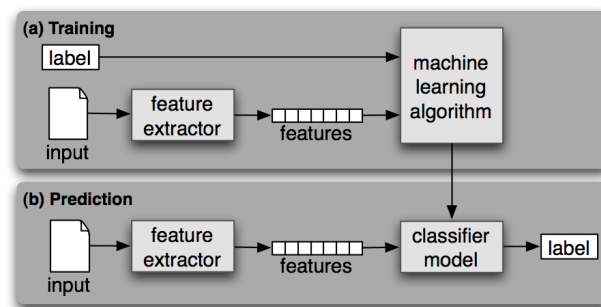 (a) Training
label
machine
learning
algorithm
feature
extractor
features
input
(b) Prediction
feature
extractor
features
classifier
model
label
input